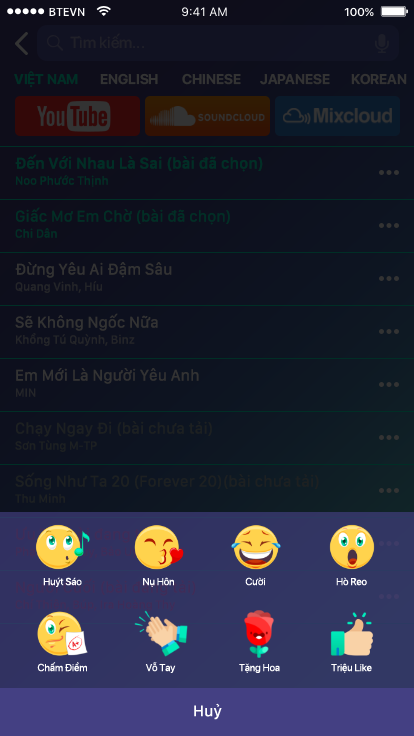 BTEVN
9:41 AM
100%
Tìm kiếm...
VIỆT NAM ENGLISH CHINESE JAPANESE KOREAN
YouTube SOUNDCLOUD Mixcloud
Đến Với Nhau Là Sai (bài đã chọn)
Noo Phước Thịnh
Giấc Mơ Em Chờ (bài đã chọn)
Chi Dân
Đừng Yêu Ai Đậm Sâu
Quang Vinh, Híu
Sẽ Không Ngốc Nữa
Khổng Tú Quỳnh, Binz
Em Mới Là Người Yêu Anh
MIN
Chạy Ngay Đi (bài chưa tải)
Sơn Tùng M-TP
Sống Như Ta 20 (Forever 20)(bài chưa tải)
Thu Minh
Huýt Sáo Nụ Hôn Cười Hò Reo
A+
Chấm Điểm Vỗ Tay Tặng Hoa Triệu Like
Huỷ